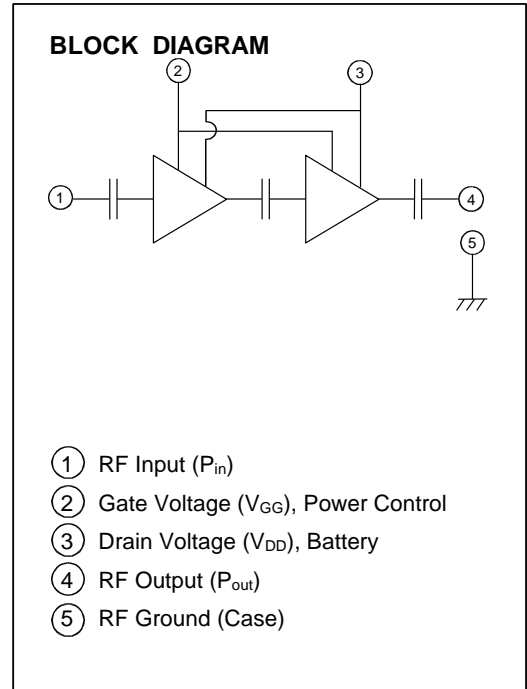 BLOCK DIAGRAM
2
3
1
4
5
1 RF Input (Pin)
2 Gate Voltage (VGG), Power Control
3 Drain Voltage (VDD), Battery
4 RF Output (Pout)
5 RF Ground (Case)